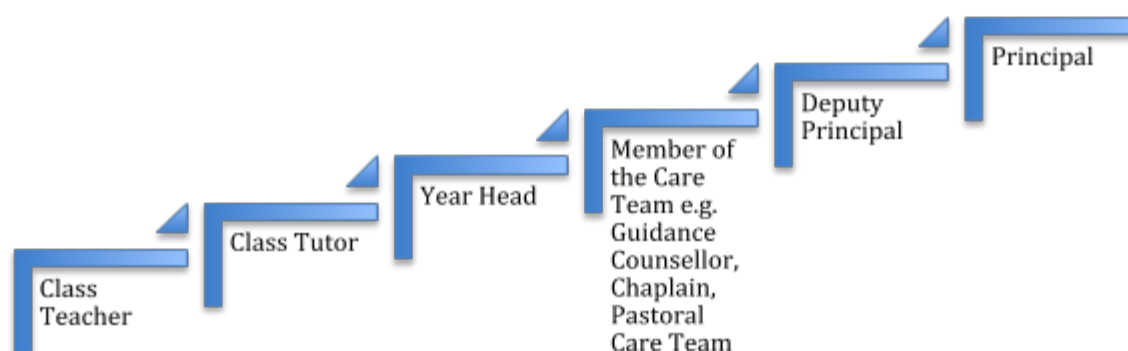 Class
Teacher
Class Tutor
Year Head
Member of
the Care
Team e.g.
Guidance
Counsellor,
Chaplain,
Pastoral
Care Team
Deputy
Principal
Principal